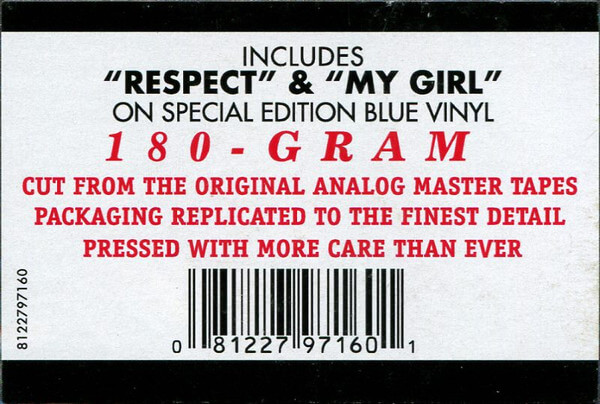 INCLUDES
“RESPECT” & “MY GIRL”
ON SPECIAL EDITION BLUE VINYL
180-GRAM
CUT FROM THE ORIGINAL ANALOG MASTER TAPES
PACKAGING REPLICATED TO THE FINEST DETAIL
PRESSED WITH MORE CARE THAN EVER
8122797160
0 81227 97160 1